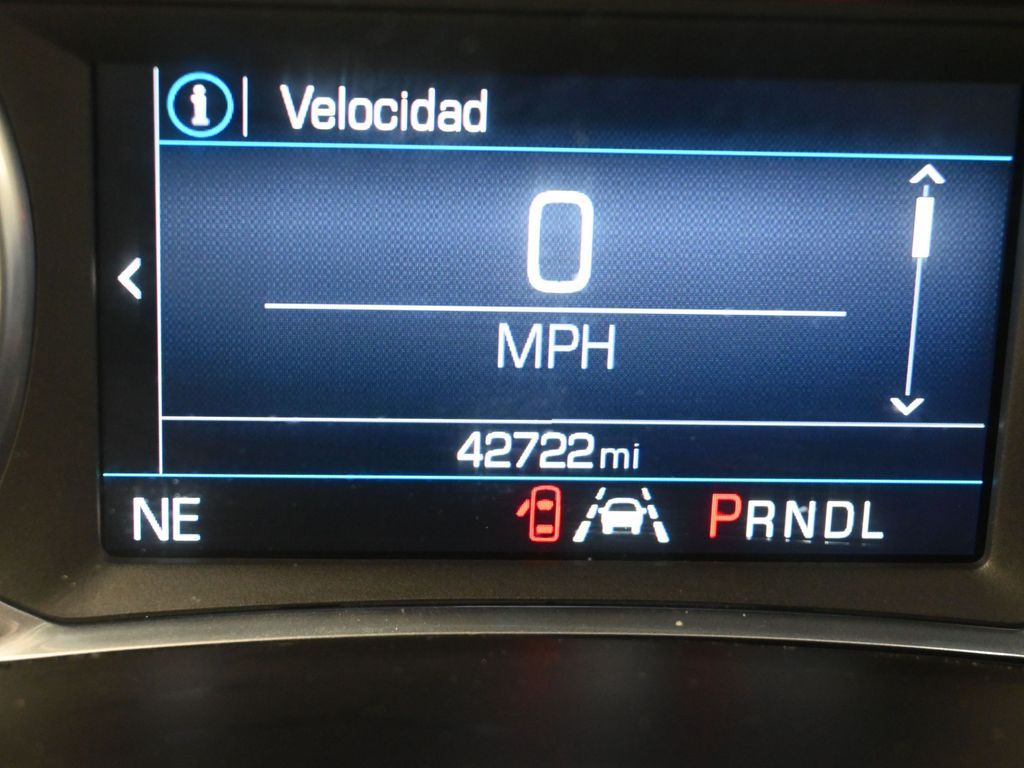 i Velocidad
0
MPH
42722 mi
NE PRNDL